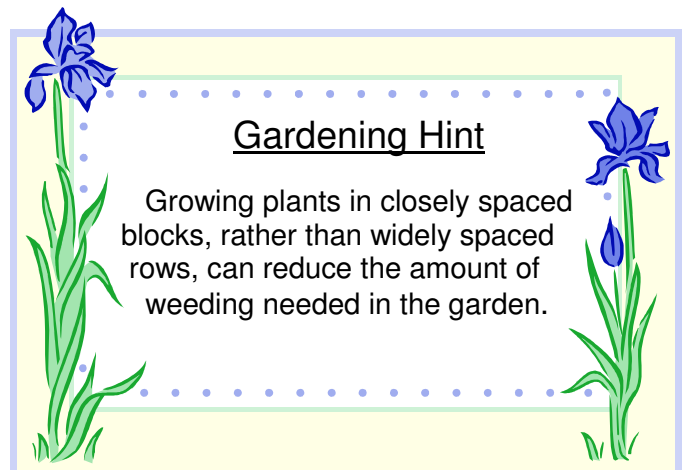 Gardening Hint
Growing plants in closely spaced
blocks, rather than widely spaced
rows, can reduce the amount of
weeding needed in the garden.